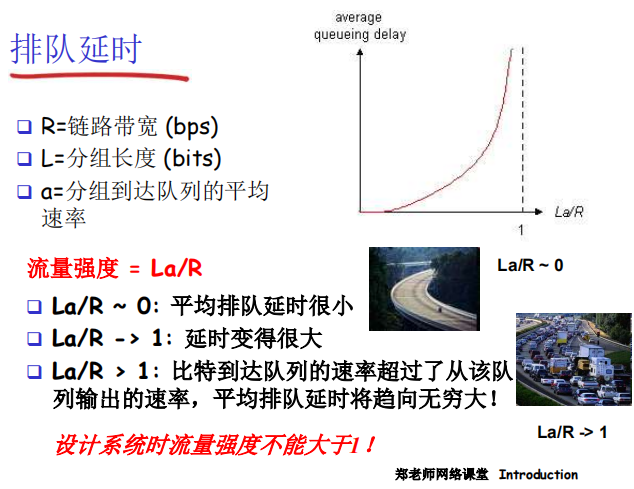 排队延时
average
queueing delay
R=链路带宽 (bps)
L=分组长度 (bits)
a=分组到达队列的平均
速率
La/R
1
流量强度 = La/R
La/R ~ 0
La/R ~ 0: 平均排队延时很小
La/R -> 1: 延时变得很大
La/R > 1: 比特到达队列的速率超过了从该队
列输出的速率，平均排队延时将趋向无穷大！
La/R -> 1
设计系统时流量强度不能大于1！
郑老师网络课堂 Introduction